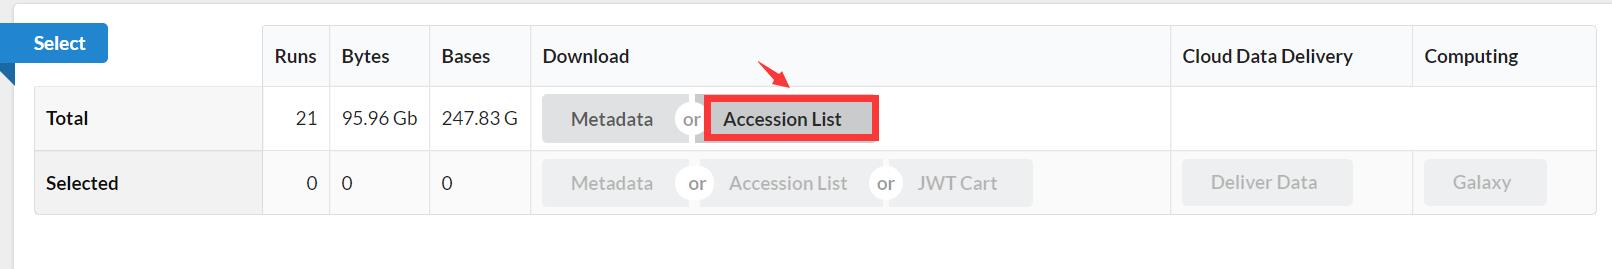 Select
Runs Bytes Bases Download Cloud Data Delivery Computing
Total 21 95.96 Gb 247.83 G Metadata or Accession List
Selected 0 0 0 Metadata or Accession List or JWT Cart Deliver Data Galaxy